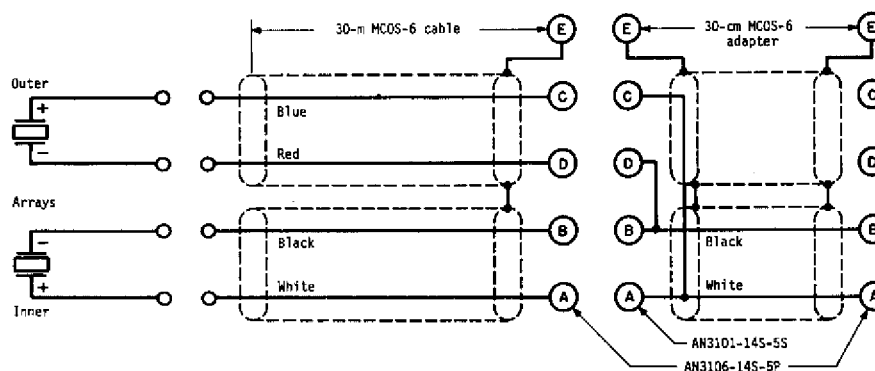 30-m MCOS-6 cable
E
E
30-cm MCOS-6
adapter
E
Outer
+
−
Blue
C
C
C
Red
D
D
D
Arrays
−
+
Inner
Black
B
B
Black
B
White
A
A
White
A
AN3101-14S-5S
AN3106-14S-5P